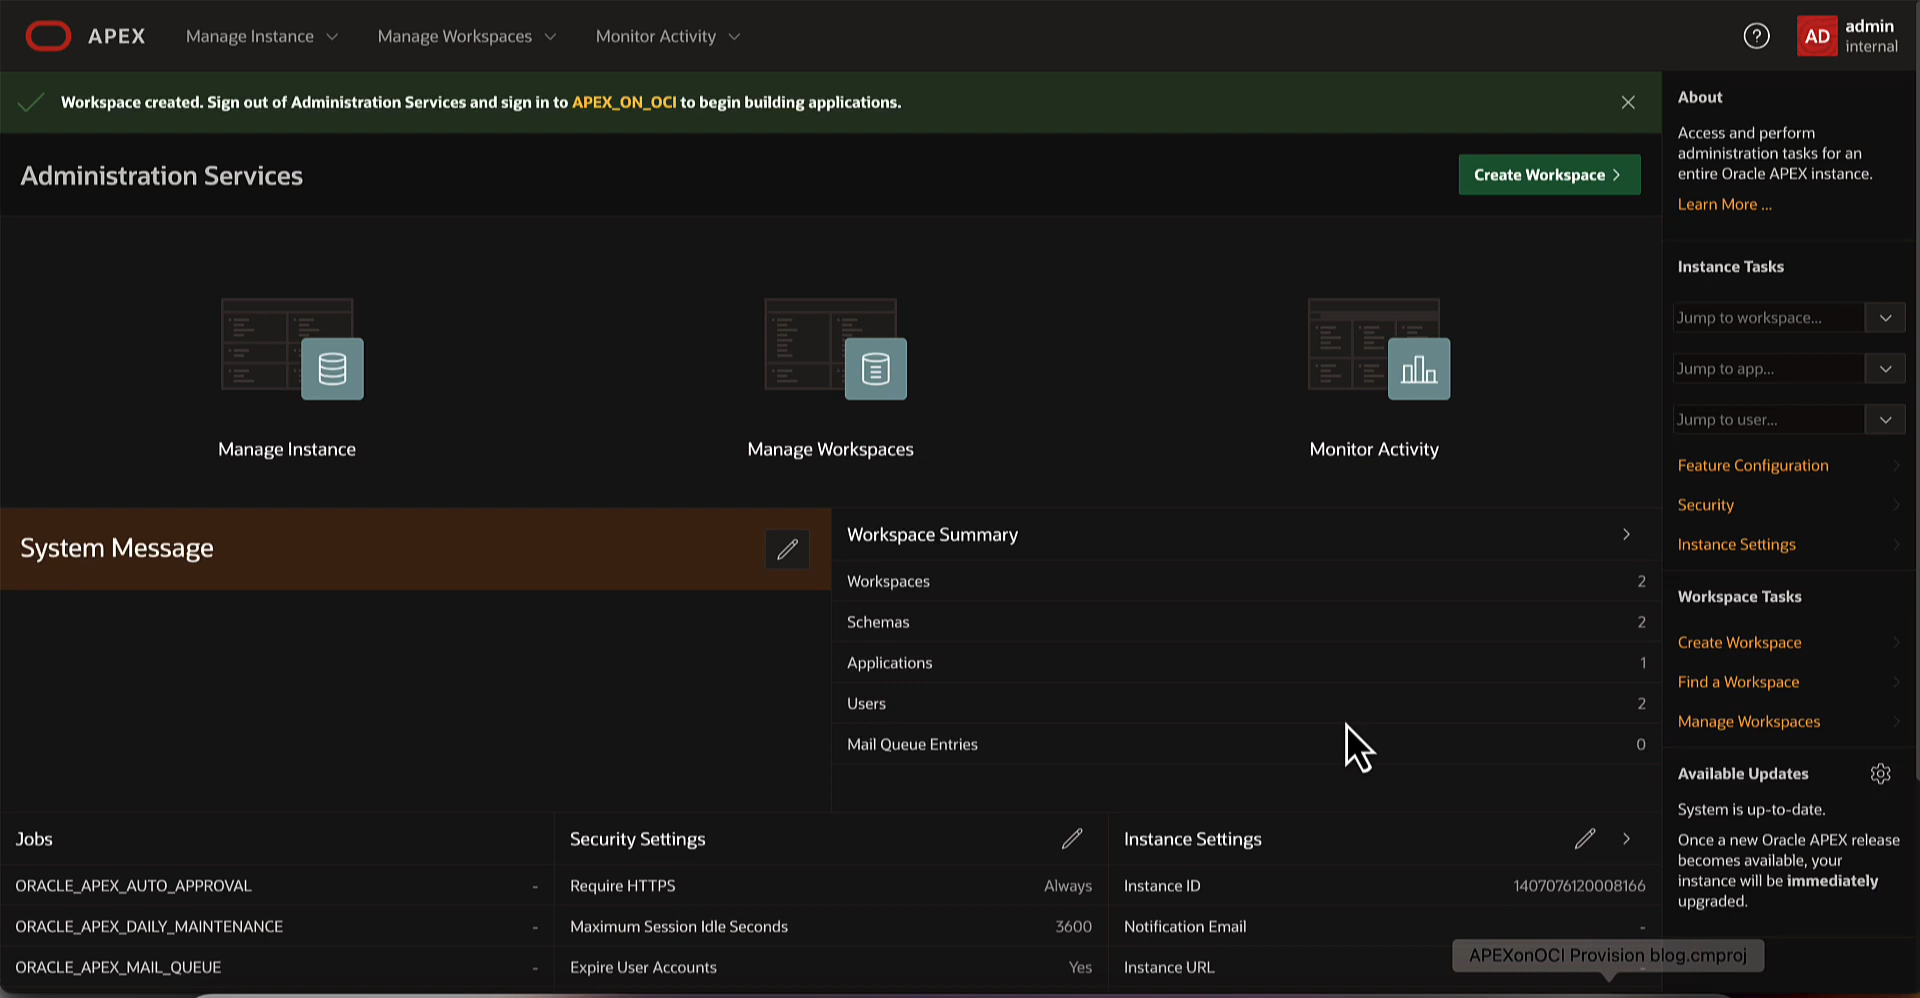 APEX
Manage Instance
Manage Workspaces
Monitor Activity
?
AD
admin
internal
Workspace created. Sign out of Administration Services and sign in to APEX_ON_OCI to begin building applications.
Administration Services
Create Workspace
Manage Instance
Manage Workspaces
Monitor Activity
System Message
Workspace Summary
Workspaces 2
Schemas 2
Applications 1
Users 2
Mail Queue Entries 0
Jobs
ORACLE_APEX_AUTO_APPROVAL -
ORACLE_APEX_DAILY_MAINTENANCE -
ORACLE_APEX_MAIL_QUEUE -
Security Settings
Require HTTPS Always
Maximum Session Idle Seconds 3600
Expire User Accounts Yes
Instance Settings
Instance ID 1407076120008166
Notification Email -
Instance URL -
APEXonOCI Provision blog.cmproj
About
Access and perform
administration tasks for an
entire Oracle APEX instance.
Learn More ...
Instance Tasks
Jump to workspace...
Jump to app...
Jump to user...
Feature Configuration
Security
Instance Settings
Workspace Tasks
Create Workspace
Find a Workspace
Manage Workspaces
Available Updates
System is up-to-date.
Once a new Oracle APEX release
becomes available, your
instance will be immediately
upgraded.